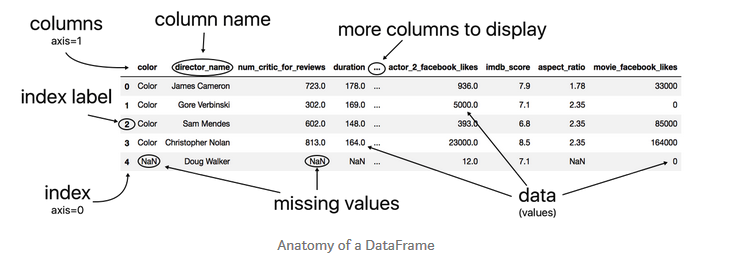 column name
columns
axis=1
more columns to display
color director_name num_critic_for_reviews duration ... actor_2_facebook_likes imdb_score aspect_ratio movie_facebook_likes
0 Color James Cameron 723.0 178.0 ... 936.0 7.9 1.78 33000
index label
1 Color Gore Verbinski 302.0 169.0 ... 5000.0 7.1 2.35 0
2 Color Sam Mendes 602.0 148.0 ... 393.0 6.8 2.35 85000
3 Color Christopher Nolan 813.0 164.0 ... 23000.0 8.5 2.35 164000
4 NaN Doug Walker NaN NaN ... 12.0 7.1 NaN 0
index
axis=0
missing values
data
(values)
Anatomy of a DataFrame